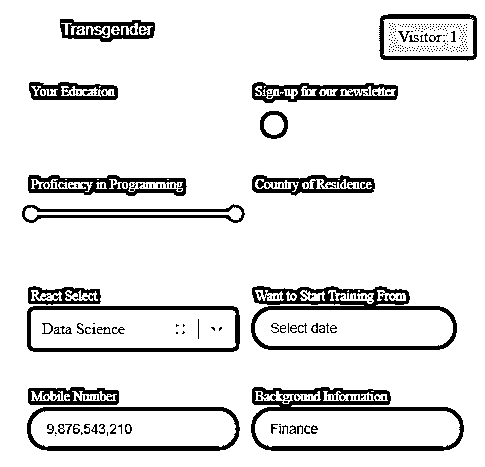 Transgender
Visitor: 1
Your Education
Sign-up for our newsletter
Proficiency in Programming
Country of Residence
React Select
Want to Start Training From
Data Science
Select date
Mobile Number
Background Information
9,876,543,210
Finance